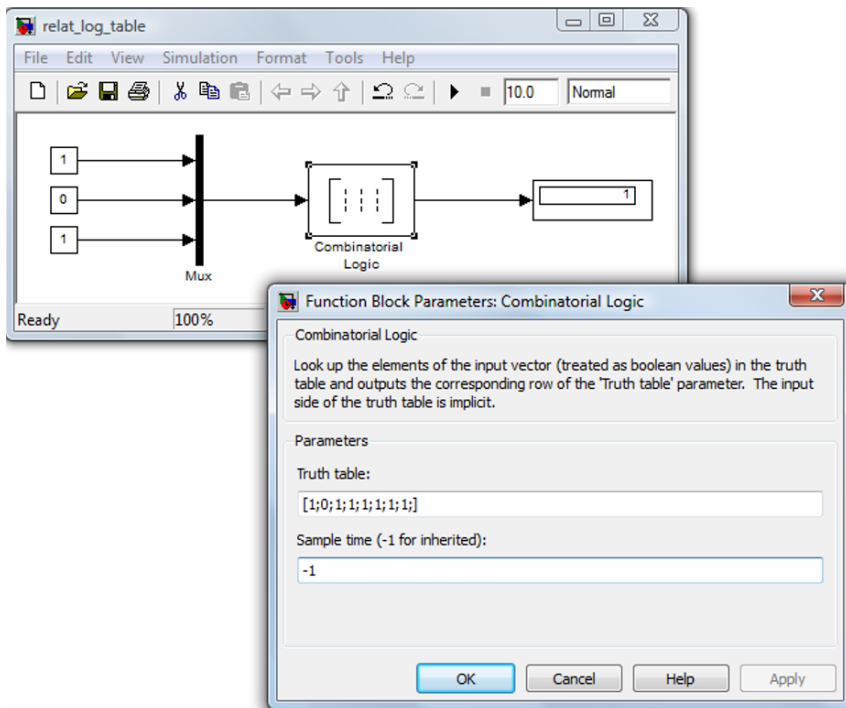 relat_log_table
File Edit View Simulation Format Tools Help
10.0 Normal
1
0
1
1
Mux
Combinatorial
Logic
Ready 100%
Function Block Parameters: Combinatorial Logic
Combinatorial Logic
Look up the elements of the input vector (treated as boolean values) in the truth
table and outputs the corresponding row of the 'Truth table' parameter. The input
side of the truth table is implicit.
Parameters
Truth table:
[1;0;1;1;1;1;1;1;]
Sample time (-1 for inherited):
-1
OK Cancel Help Apply